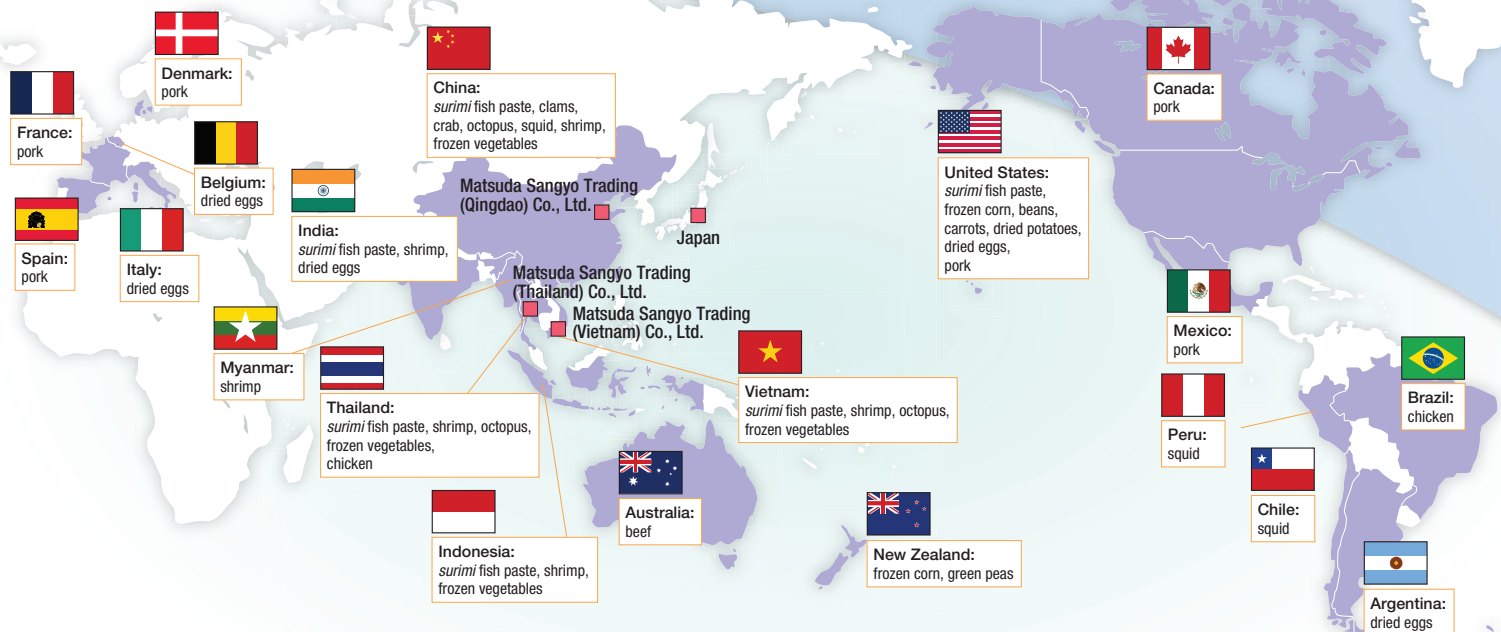 Denmark:
pork
France:
pork
Belgium:
dried eggs
Spain:
pork
Italy:
dried eggs
China:
surimi fish paste, clams,
crab, octopus, squid, shrimp,
frozen vegetables
India:
surimi fish paste, shrimp,
dried eggs
Matsuda Sangyo Trading
(Qingdao) Co., Ltd.
Japan
Matsuda Sangyo Trading
(Thailand) Co., Ltd.
Matsuda Sangyo Trading
(Vietnam) Co., Ltd.
Myanmar:
shrimp
Thailand:
surimi fish paste, shrimp, octopus,
frozen vegetables,
chicken
Vietnam:
surimi fish paste, shrimp, octopus,
frozen vegetables
Indonesia:
surimi fish paste, shrimp,
frozen vegetables
Australia:
beef
New Zealand:
frozen corn, green peas
Canada:
pork
United States:
surimi fish paste,
frozen corn, beans,
carrots, dried potatoes,
dried eggs,
pork
Mexico:
pork
Brazil:
chicken
Peru:
squid
Chile:
squid
Argentina:
dried eggs